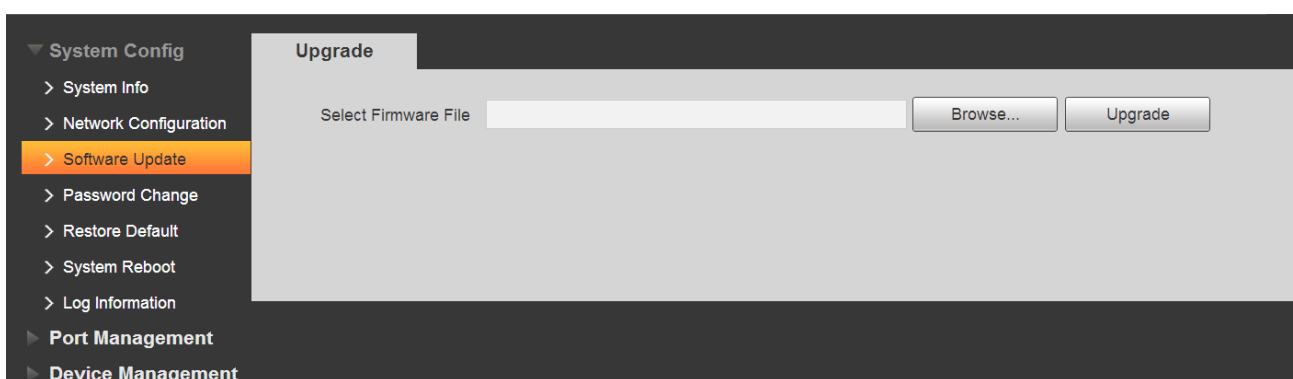 System Config
System Info
Network Configuration
Software Update
Password Change
Restore Default
System Reboot
Log Information
Port Management
Device Management
Upgrade
Select Firmware File
Browse...
Upgrade